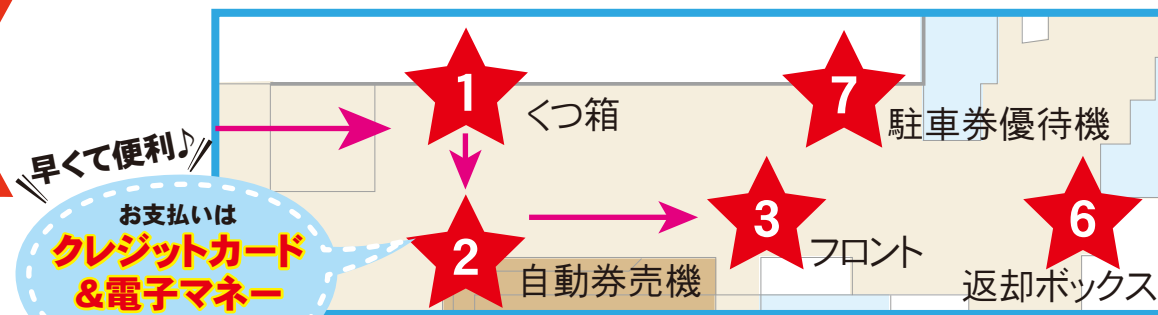 早くて便利♪
お支払いは
クレジットカード
&電子マネー
1
くつ箱
7
駐車券優待機
2
自動券売機
3
フロント
6
返却ボックス